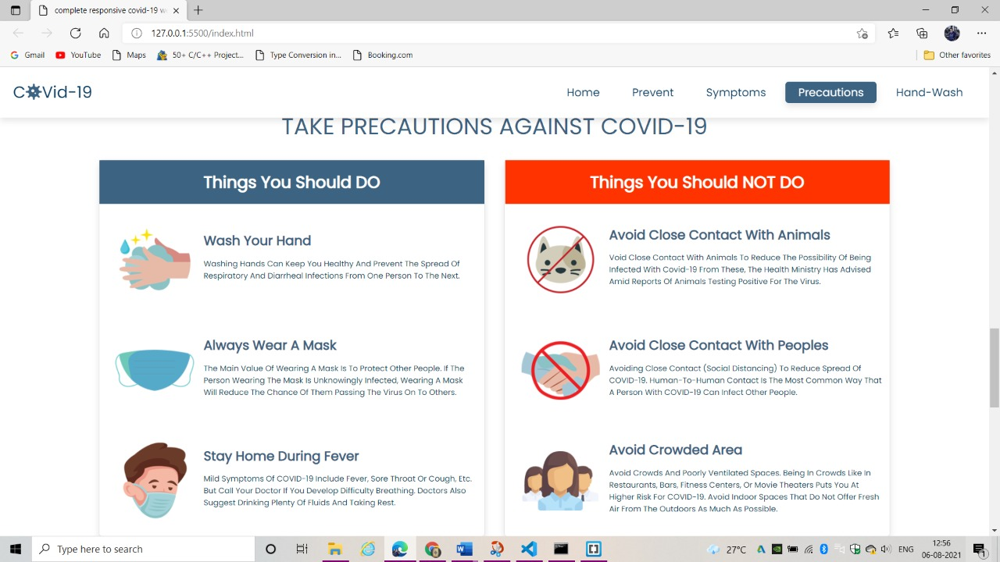 complete responsive covid-19 w
127.0.0.1:5500/index.html
Gmail YouTube Maps 50+ C/C++ Project... Type Conversion in... Booking.com Other favorites
COVid-19 Home Prevent Symptoms Precautions Hand-Wash
TAKE PRECAUTIONS AGAINST COVID-19
Things You Should DO
Wash Your Hand
Washing Hands Can Keep You Healthy And Prevent The Spread Of
Respiratory And Diarrheal Infections From One Person To The Next.
Always Wear A Mask
The Main Value Of Wearing A Mask Is To Protect Other People. If The
Person Wearing The Mask Is Unknowingly Infected, Wearing A Mask
Will Reduce The Chance Of Them Passing The Virus On To Others.
Stay Home During Fever
Mild Symptoms Of COVID-19 Include Fever, Sore Throat Or Cough, Etc.
But Call Your Doctor If You Develop Difficulty Breathing. Doctors Also
Suggest Drinking Plenty Of Fluids And Taking Rest.
Things You Should NOT DO
Avoid Close Contact With Animals
Void Close Contact With Animals To Reduce The Possibility Of Being
Infected With Covid-19 From These, The Health Ministry Has Advised
Amid Reports Of Animals Testing Positive For The Virus.
Avoid Close Contact With Peoples
Avoiding Close Contact (Social Distancing) To Reduce Spread Of
COVID-19. Human-To-Human Contact Is The Most Common Way That
A Person With COVID-19 Can Infect Other People.
Avoid Crowded Area
Avoid Crowds And Poorly Ventilated Spaces. Being In Crowds Like In
Restaurants, Bars, Fitness Centers, Or Movie Theaters Puts You At
Higher Risk For COVID-19. Avoid Indoor Spaces That Do Not Offer Fresh
Air From The Outdoors As Much As Possible.
Type here to search
27°C ENG
12:56
06-08-2021